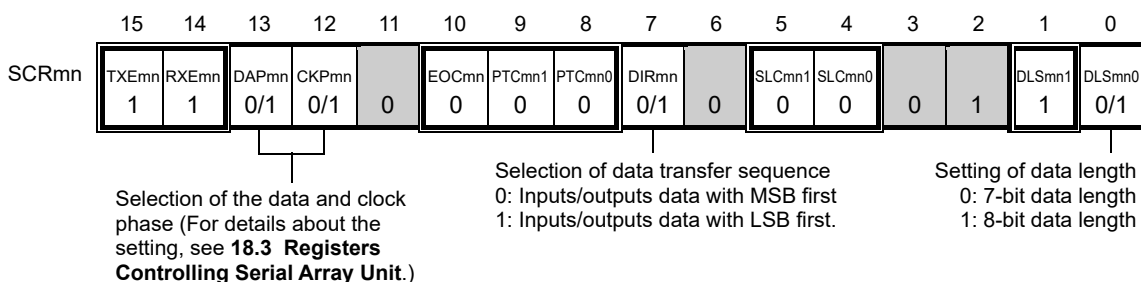 15 14 13 12 11 10 9 8 7 6 5 4 3 2 1 0
SCRmn TXEmn RXEmn DAPmn CKPmn EOCmn PTCmn1 PTCmn0 DIRmn SLCmn1 SLCmn0 DLSmn1 DLSmn0
1 1 0/1 0/1 0 0 0 0 0/1 0 0 0 0 1 1 0/1
Selection of the data and clock
phase (For details about the
setting, see 18.3 Registers
Controlling Serial Array Unit.)
Selection of data transfer sequence
0: Inputs/outputs data with MSB first
1: Inputs/outputs data with LSB first.
Setting of data length
0: 7-bit data length
1: 8-bit data length